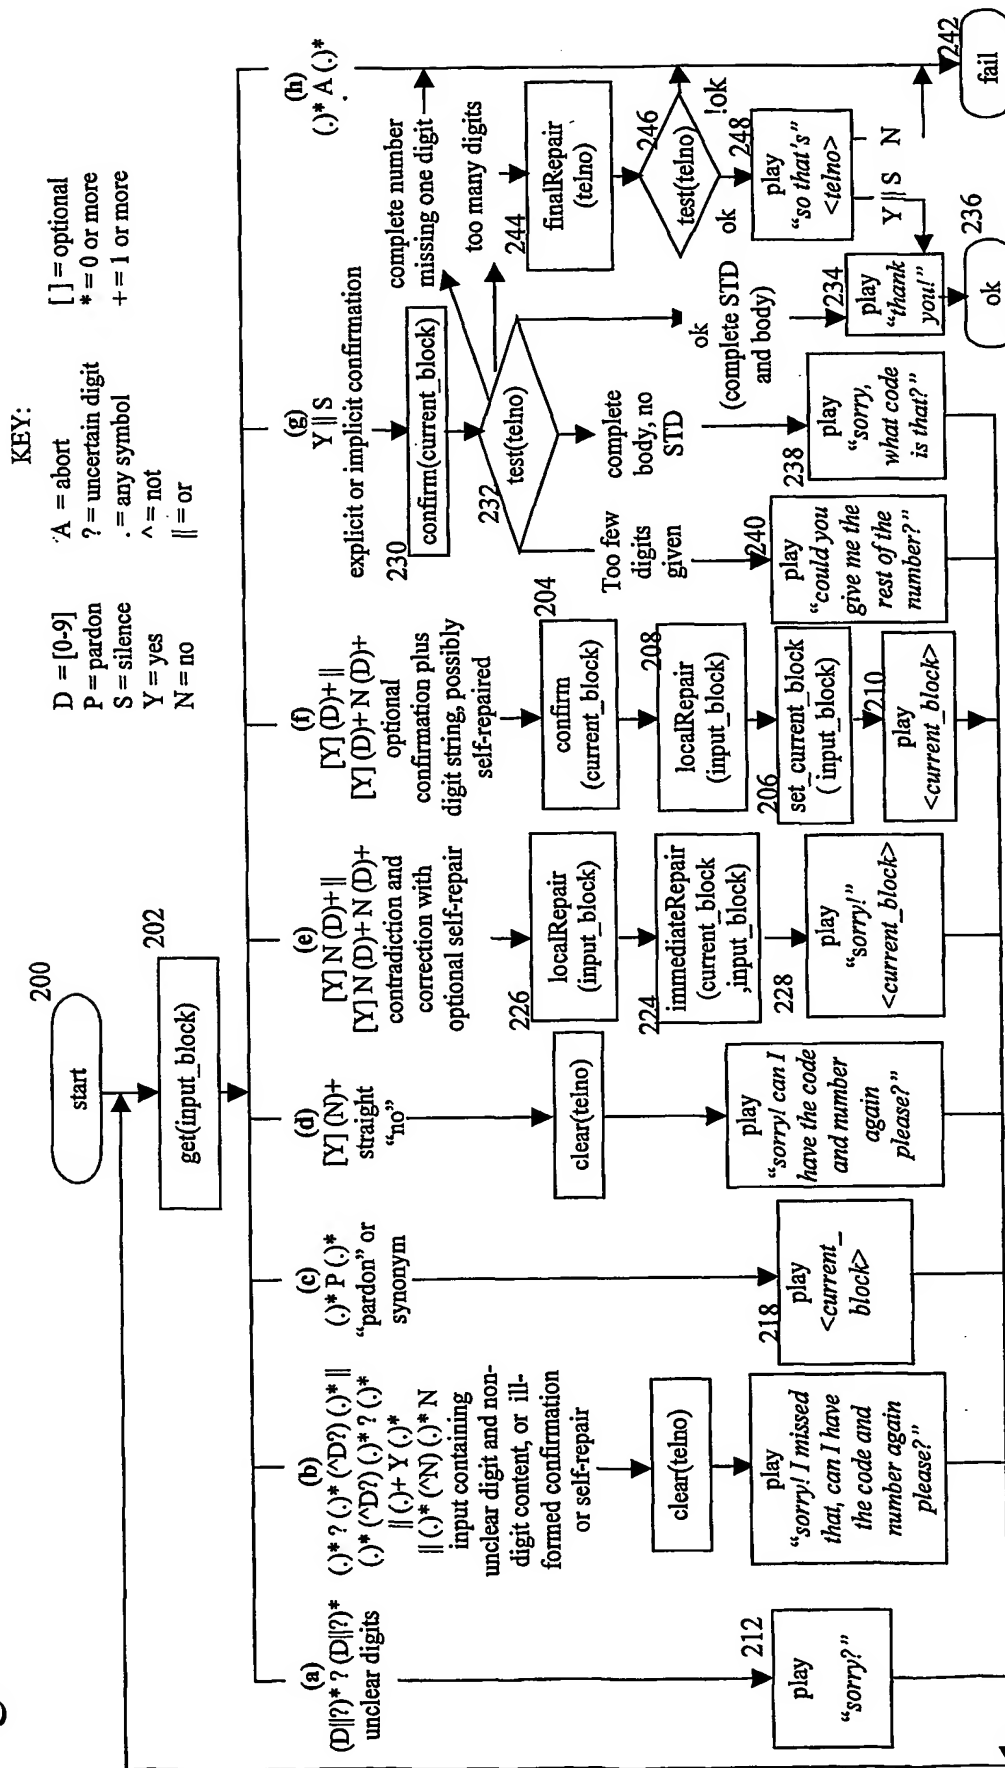 KEY:
D = [0-9]
P = pardon
S = silence
Y = yes
N = no
A = abort
? = uncertain digit
. = any symbol
^ = not
|| = or
[ ] = optional
* = 0 or more
+ = 1 or more
200
start
202
get(input_block)
(a)
(D||?)* ? (D||?)*
unclear digits
212
play
“sorry?”
(b)
(.)* ? (.)* (^D?) (.)* ||
(.)* (^D?) (.)* ? (.)*
|| (.)+ Y (.)*
|| (.)* (^N) (.)* N
input containing
unclear digit and non-
digit content, or ill-
formed confirmation
or self-repair
clear(telno)
play
“sorry! I missed
that, can I have
the code and
number again
please?”
(c)
(.)* P (.)*
“pardon” or
synonym
218
play
<current_
block>
(d)
[Y] (N)+
straight
“no”
clear(telno)
play
“sorry! can I
have the code
and number
again
please?”
(e)
[Y] N (D)+ ||
[Y] N (D)+ N (D)+
contradiction and
correction with
optional self-repair
226
localRepair
(input_block)
224
immediateRepair
(current_block
,input_block)
228
play
“sorry!”
<current_block>
(f)
[Y] (D)+ ||
[Y] (D)+ N (D)+
optional
confirmation plus
digit string, possibly
self-repaired
204
confirm
(current_block)
208
localRepair
(input_block)
206
set_current_block
( input_block)
210
play
<current_block>
(g)
Y || S
explicit or implicit confirmation
230
confirm(current_block)
232
test(telno)
Too few
digits
given
240
play
“could you
give me the
rest of the
number?”
complete
body, no
STD
238
play
“sorry,
what code
is that?”
ok
(complete STD
and body)
234
play
“thank
you!”
236
ok
complete number
missing one digit
too many digits
244
finalRepair
(telno)
246
test(telno)
ok
!ok
248
play
“so that's”
<telno>
Y || S
N
(h)
(.)* A (.)*
242
fail